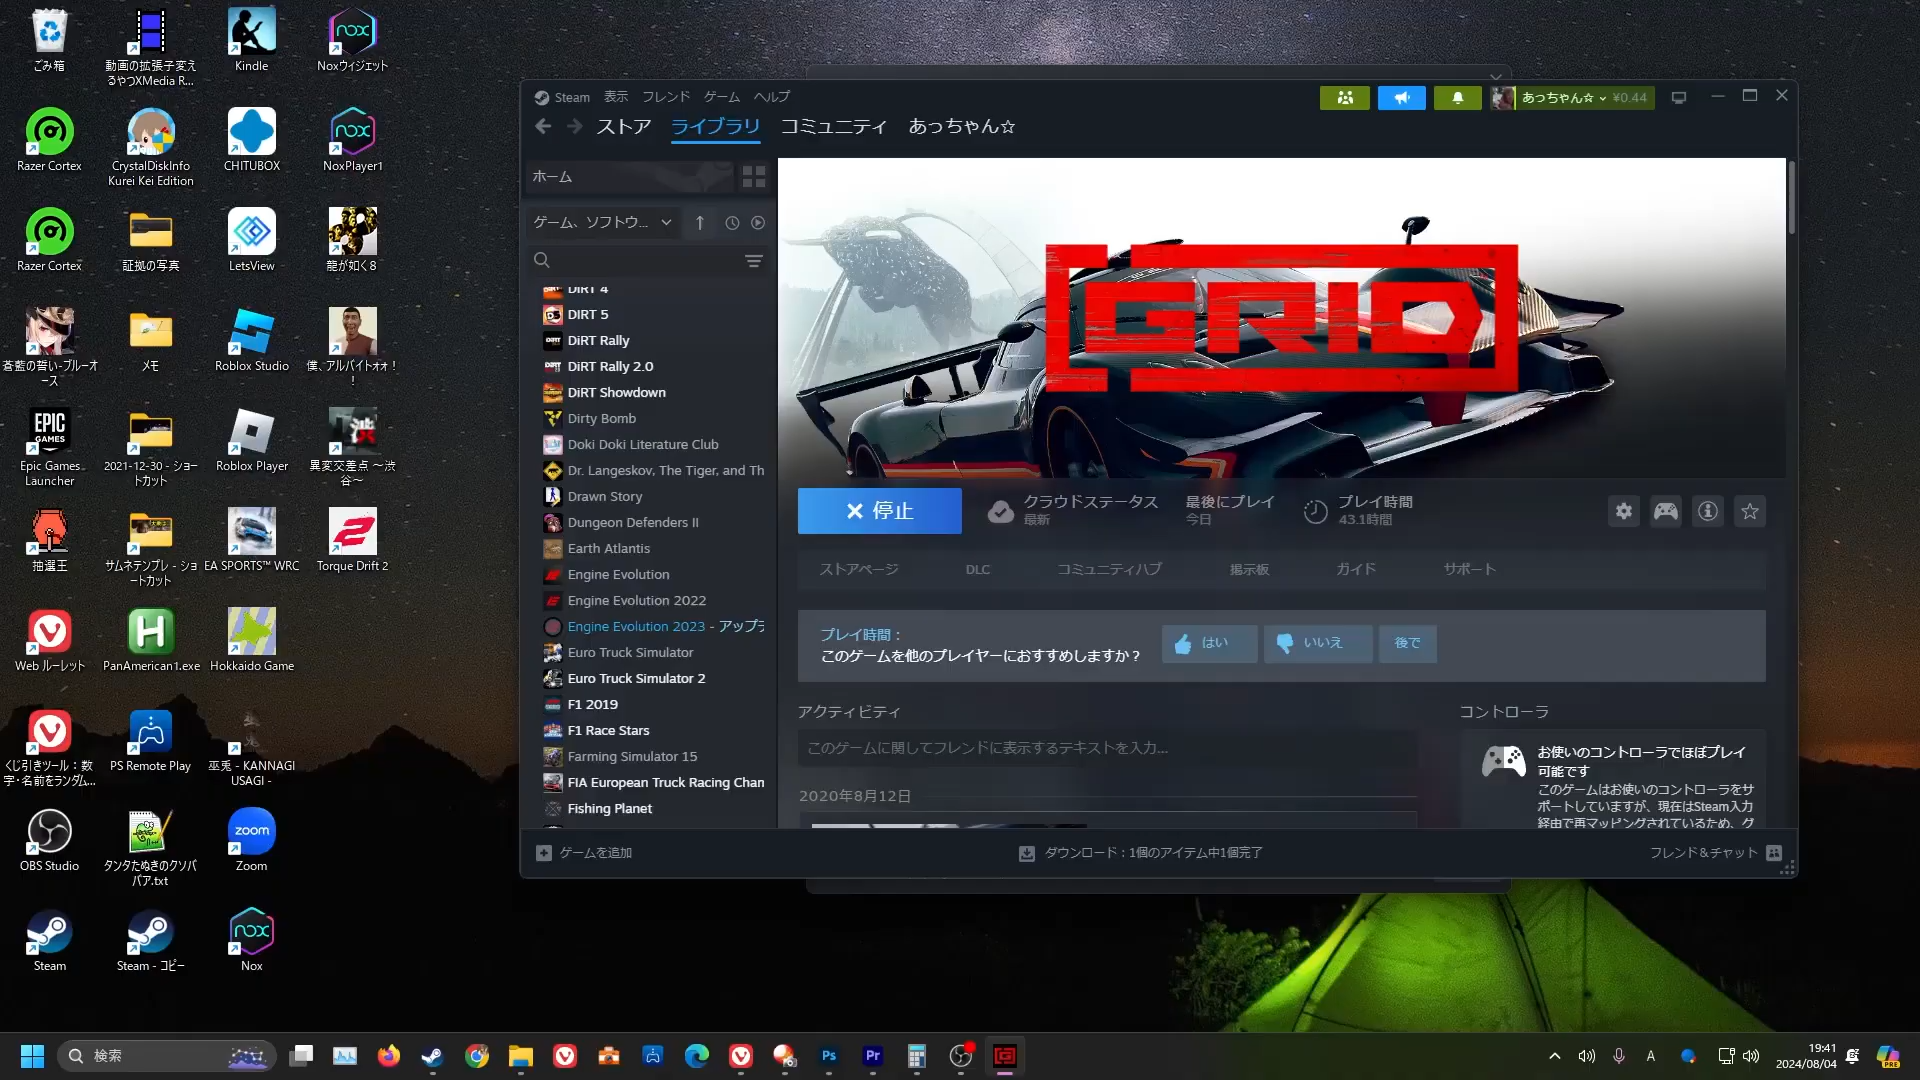 ごみ箱
動画の拡張子変え
るやつXMedia R...
Kindle
Noxウィジェット
Razer Cortex
CrystalDiskInfo
Kurei Kei Edition
CHITUBOX
NoxPlayer1
Razer Cortex
証拠の写真
LetsView
龍が如く8
蒼藍の誓い-ブルーオ
ース
メモ
Roblox Studio
僕、アルバイトォォ！
！
EPIC
GAMES
Epic Games
Launcher
2021-12-30 - ショー
トカット
Roblox Player
異変交差点 ～渋
谷～
抽選王
サムネテンプレ - ショ
ートカット
EA SPORTS™ WRC
Torque Drift 2
Web ルーレット
PanAmerican1.exe
Hokkaido Game
くじ引きツール：数
字・名前をランダム...
PS Remote Play
巫兎 - KANNAGI
USAGI -
OBS Studio
タンタたぬきのクソバ
バア.txt
zoom
Zoom
Steam
Steam - コピー
nox
Nox
Steam 表示 フレンド ゲーム ヘルプ
あっちゃん☆ ¥0.44
ストア ライブラリ コミュニティ あっちゃん☆
ホーム
ゲーム、ソフトウ...
DiRT 4
DIRT 5
DiRT Rally
DiRT Rally 2.0
DiRT Showdown
Dirty Bomb
Doki Doki Literature Club
Dr. Langeskov, The Tiger, and Th
Drawn Story
Dungeon Defenders II
Earth Atlantis
Engine Evolution
Engine Evolution 2022
Engine Evolution 2023 - アップデ
Euro Truck Simulator
Euro Truck Simulator 2
F1 2019
F1 Race Stars
Farming Simulator 15
FIA European Truck Racing Chan
Fishing Planet
GRID
停止
クラウドステータス
最新
最後にプレイ
今日
プレイ時間
43.1時間
ストアページ DLC コミュニティハブ 掲示板 ガイド サポート
プレイ時間：
このゲームを他のプレイヤーにおすすめしますか？
はい
いいえ
後で
アクティビティ
このゲームに関してフレンドに表示するテキストを入力...
2020年8月12日
コントローラ
お使いのコントローラでほぼプレイ
可能です
このゲームはお使いのコントローラをサ
ポートしていますが、現在はSteam入力
経由で再マッピングされているため、グ
ゲームを追加
ダウンロード：1個のアイテム中1個完了
フレンド＆チャット
検索
Ps
Pr
A
19:41
2024/08/04
PRE